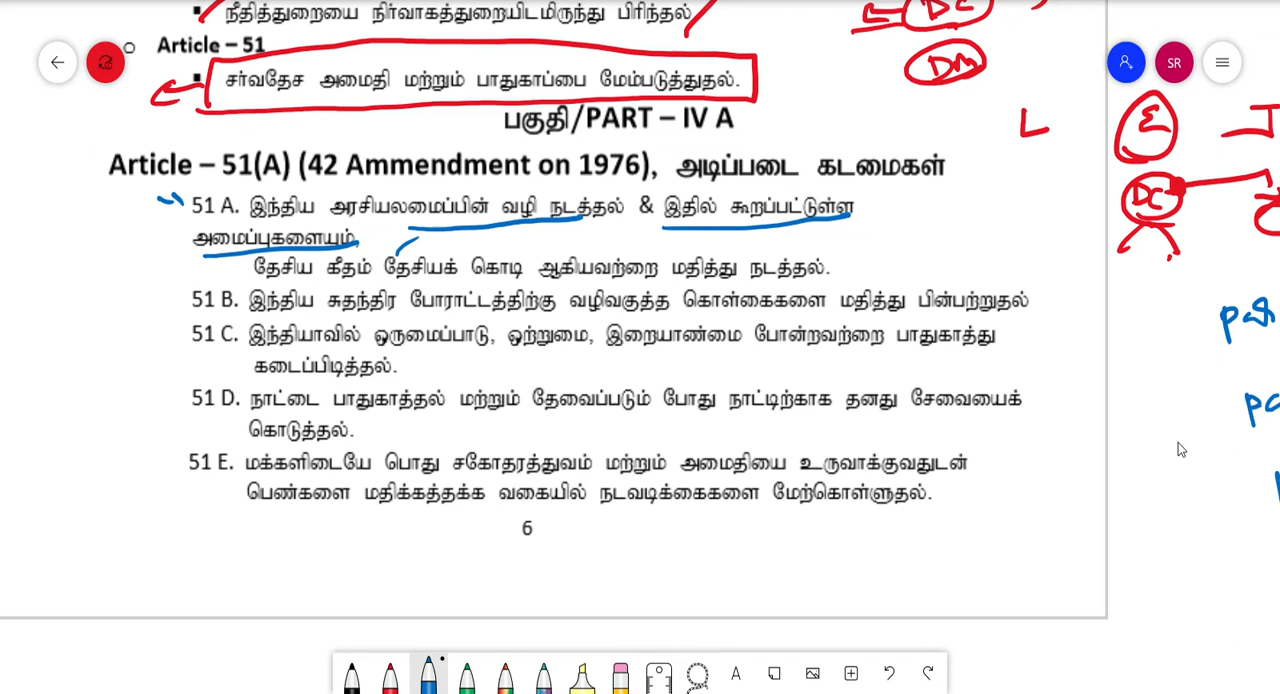 நீதித்துறையை நிர்வாகத்துறையிடமிருந்து பிரிந்தல்
DC
Article – 51
DM
SR
சர்வதேச அமைதி மற்றும் பாதுகாப்பை மேம்படுத்துதல்.
பகுதி/PART – IV A
L
E
Article – 51(A) (42 Ammendment on 1976), அடிப்படை கடமைகள்
DC
51 A. இந்திய அரசியலமைப்பின் வழி நடத்தல் & இதில் கூறப்பட்டுள்ள
அமைப்புகளையும்,
தேசிய கீதம் தேசியக் கொடி ஆகியவற்றை மதித்து நடத்தல்.
51 B. இந்திய சுதந்திர போராட்டத்திற்கு வழிவகுத்த கொள்கைகளை மதித்து பின்பற்றுதல்
51 C. இந்தியாவில் ஒருமைப்பாடு, ஒற்றுமை, இறையாண்மை போன்றவற்றை பாதுகாத்து
கடைப்பிடித்தல்.
51 D. நாட்டை பாதுகாத்தல் மற்றும் தேவைப்படும் போது நாட்டிற்காக தனது சேவையைக்
கொடுத்தல்.
51 E. மக்களிடையே பொது சகோதரத்துவம் மற்றும் அமைதியை உருவாக்குவதுடன்
பெண்களை மதிக்கத்தக்க வகையில் நடவடிக்கைகளை மேற்கொள்ளுதல்.
6
A